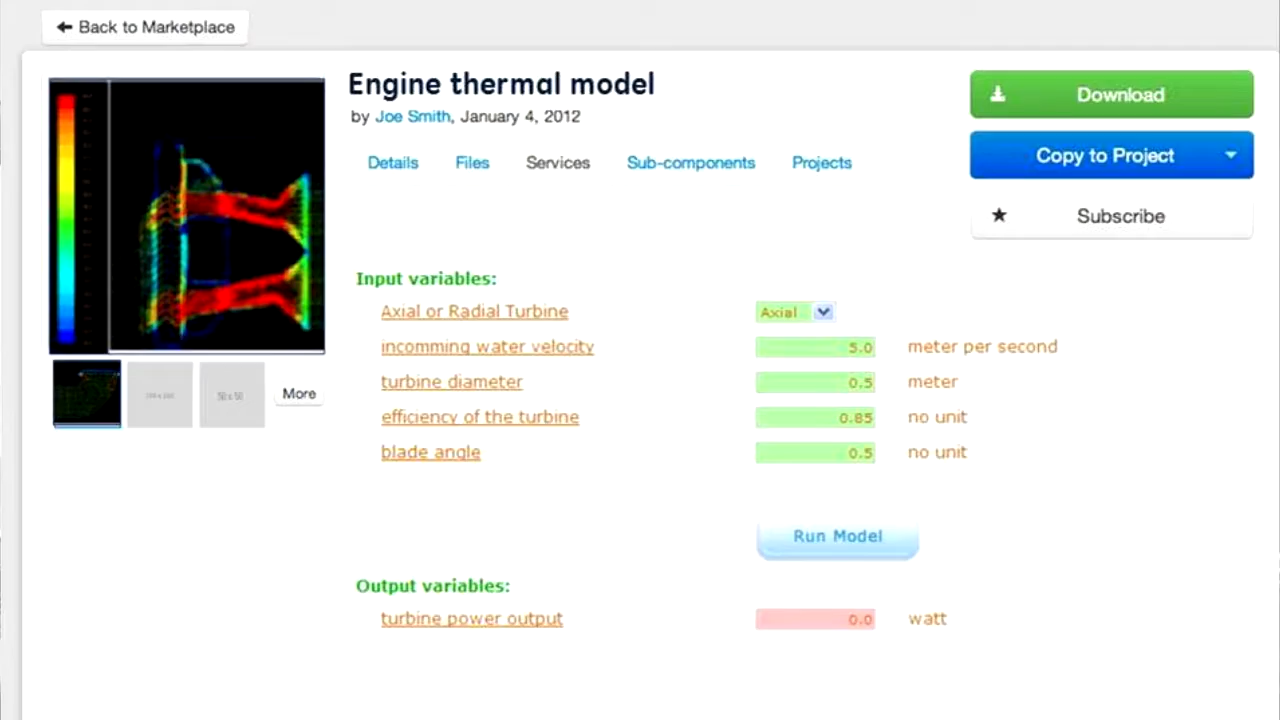 Back to Marketplace
Engine thermal model
by Joe Smith, January 4, 2012
Download
Copy to Project
Subscribe
Details Files Services Sub-components Projects
Input variables:
Axial or Radial Turbine Axial
incomming water velocity 5.0 meter per second
turbine diameter 0.5 meter
efficiency of the turbine 0.85 no unit
blade angle 0.5 no unit
50 x 50
More
Run Model
Output variables:
turbine power output 0.0 watt